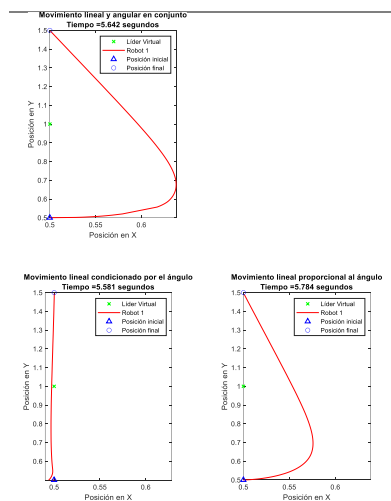 Movimiento lineal y angular en conjunto
Tiempo =5.642 segundos
1.5
1.4
1.3
1.2
1.1
1
0.9
0.8
0.7
0.6
0.5
Posición en Y
Líder Virtual
Robot 1
Posición inicial
Posición final
0.5
0.55
0.6
Posición en X
Movimiento lineal condicionado por el ángulo
Tiempo =5.581 segundos
1.5
1.4
1.3
1.2
1.1
1
0.9
0.8
0.7
0.6
0.5
Posición en Y
Líder Virtual
Robot 1
Posición inicial
Posición final
0.5
0.55
0.6
Posición en X
Movimiento lineal proporcional al ángulo
Tiempo =5.784 segundos
1.5
1.4
1.3
1.2
1.1
1
0.9
0.8
0.7
0.6
0.5
Posición en Y
Líder Virtual
Robot 1
Posición inicial
Posición final
0.5
0.55
0.6
Posición en X